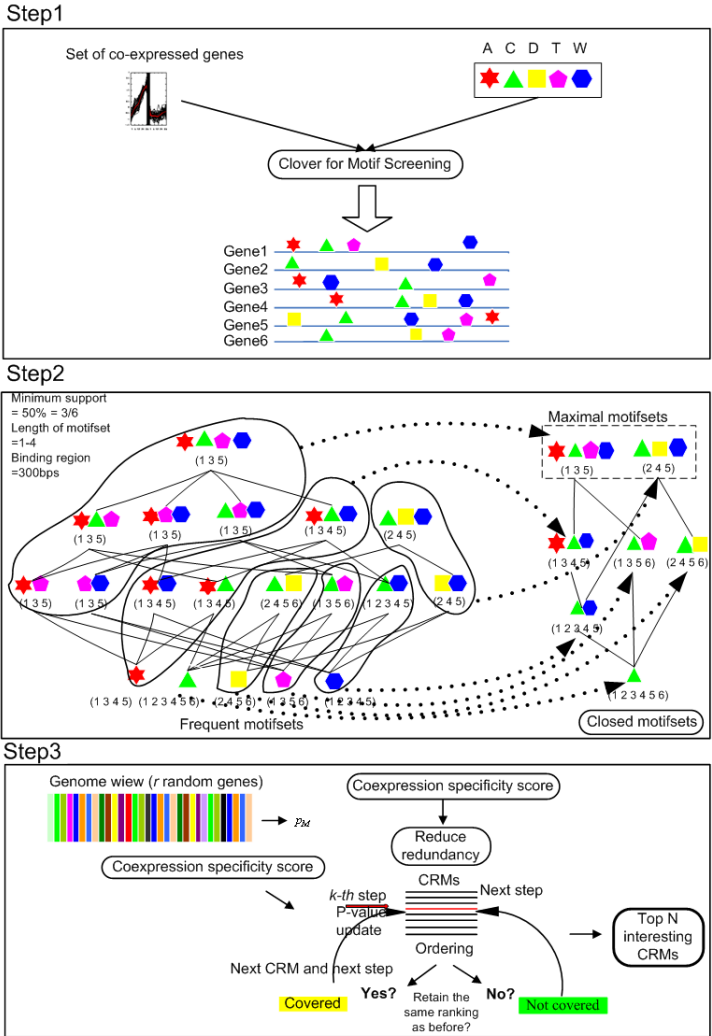 Step1
Set of co-expressed genes
A C D T W
Clover for Motif Screening
Gene1
Gene2
Gene3
Gene4
Gene5
Gene6
Step2
Minimum support
= 50% = 3/6
Length of motifset
=1-4
Binding region
=300bps
(1 3 5)
(1 3 5)
(1 3 5)
(1 3 5)
(1 3 4 5)
(2 4 5)
(1 3 5)
(1 3 5)
(1 3 4 5)
(1 3 4 5)
(2 4 5 6)
(1 3 5 6)
(1 2 3 4 5)
(2 4 5)
(1 3 4 5)
(1 2 3 4 5 6)
(2 4 5 6)
(1 3 5 6)
(1 2 3 4 5)
Frequent motifsets
Maximal motifsets
(1 3 5)
(2 4 5)
(1 3 4 5)
(1 3 5 6)
(2 4 5 6)
(1 2 3 4 5)
(1 2 3 4 5 6)
Closed motifsets
Step3
Genome wiew (r random genes)
pM
Coexpression specificity score
Coexpression specificity score
Reduce
redundancy
CRMs
k-th step
P-value
update
Next step
Ordering
Top N
interesting
CRMs
Next CRM and next step
Covered
Yes?
Retain the
same ranking
as before?
No?
Not covered